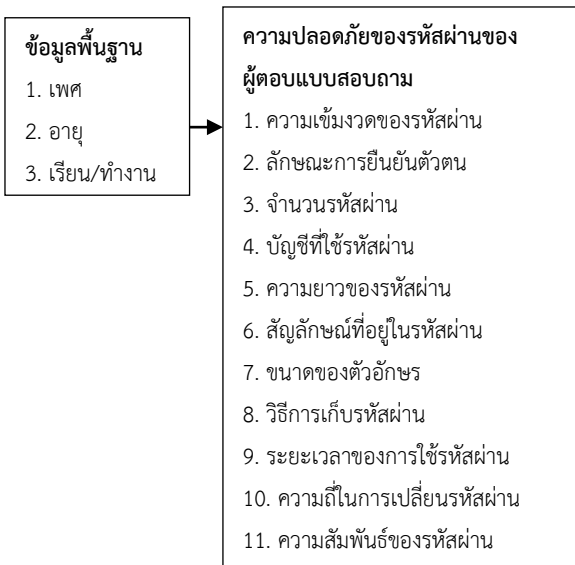 ข้อมูลพื้นฐาน
1. เพศ
2. อายุ
3. เรียน/ทำงาน
ความปลอดภัยของรหัสผ่านของ
ผู้ตอบแบบสอบถาม
1. ความเข้มงวดของรหัสผ่าน
2. ลักษณะการยืนยันตัวตน
3. จำนวนรหัสผ่าน
4. บัญชีที่ใช้รหัสผ่าน
5. ความยาวของรหัสผ่าน
6. สัญลักษณ์ที่อยู่ในรหัสผ่าน
7. ขนาดของตัวอักษร
8. วิธีการเก็บรหัสผ่าน
9. ระยะเวลาของการใช้รหัสผ่าน
10. ความถี่ในการเปลี่ยนรหัสผ่าน
11. ความสัมพันธ์ของรหัสผ่าน